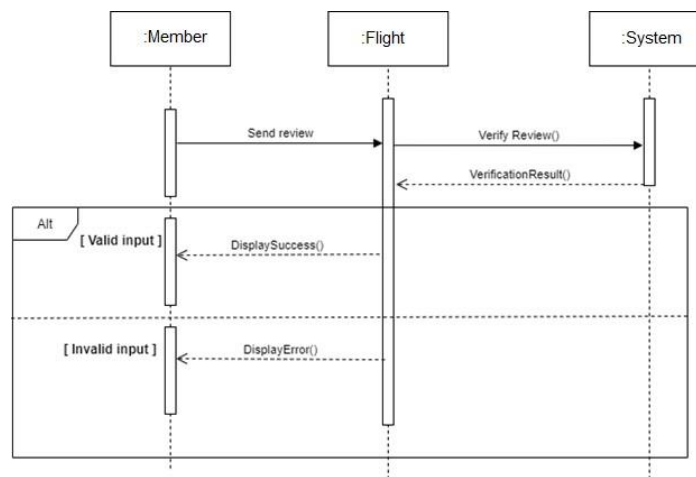 :Member
:Flight
:System
Send review
Verify Review()
VerificationResult()
Alt
[ Valid input ]
DisplaySuccess()
[ Invalid input ]
DisplayError()